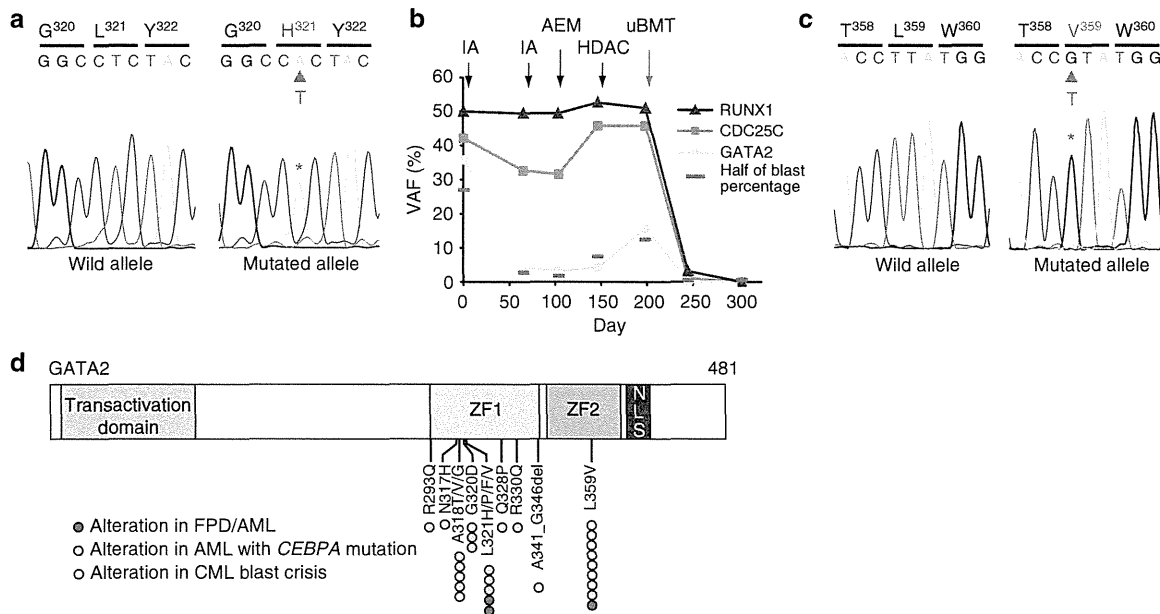 a
G320 L321 Y322
G G C C T C T A C
Wild allele
G320 H321 Y322
G G C C A C T A C
T
*
Mutated allele
b
IA IA AEM HDAC uBMT
VAF (%)
60
50
40
30
20
10
0
0 50 100 150 200 250 300
Day
RUNX1
CDC25C
GATA2
Half of blast
percentage
c
T358 L359 W360
A C C T T A T G G
Wild allele
T358 V359 W360
A C C G T A T G G
T
*
Mutated allele
d
GATA2
481
Transactivation
domain
ZF1
ZF2
NLS
R293Q
N317H
A318T/V/G
G320D
L321H/P/F/V
Q328P
R330Q
A341_G346del
L359V
Alteration in FPD/AML
Alteration in AML with CEBPA mutation
Alteration in CML blast crisis